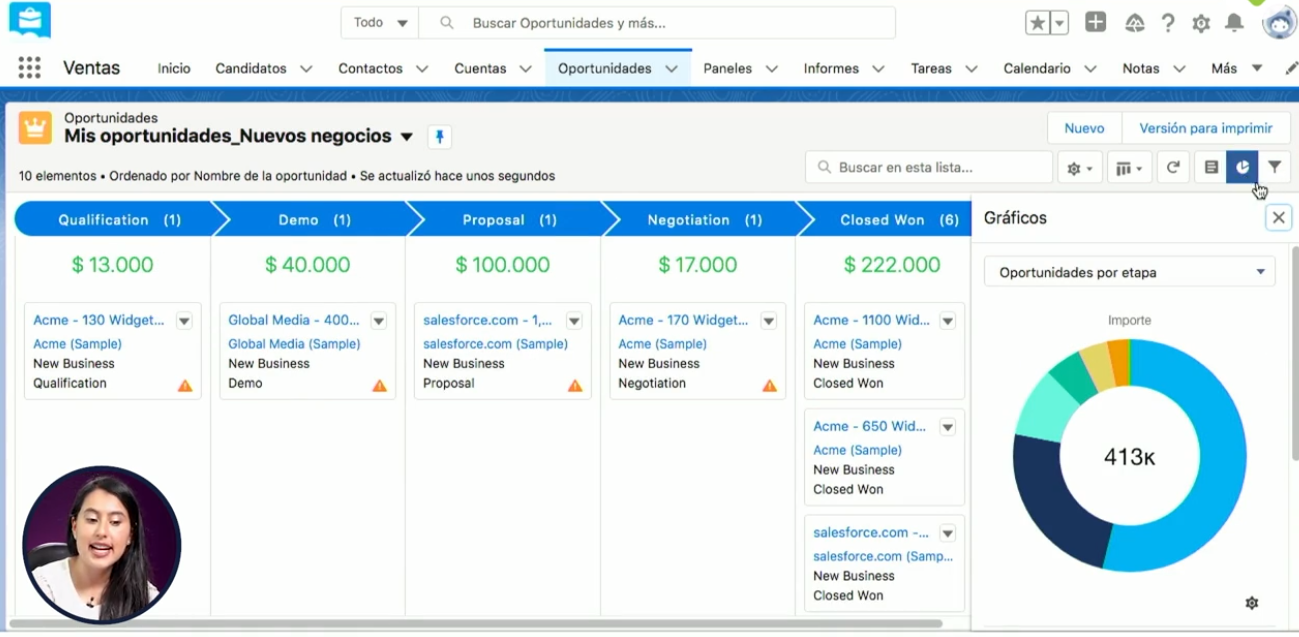 Todo
Buscar Oportunidades y más...
Ventas
Inicio
Candidatos
Contactos
Cuentas
Oportunidades
Paneles
Informes
Tareas
Calendario
Notas
Más
Oportunidades
Mis oportunidades_Nuevos negocios
Nuevo
Versión para imprimir
10 elementos • Ordenado por Nombre de la oportunidad • Se actualizó hace unos segundos
Buscar en esta lista...
Qualification (1)
Demo (1)
Proposal (1)
Negotiation (1)
Closed Won (6)
$ 13.000
$ 40.000
$ 100.000
$ 17.000
$ 222.000
Acme - 130 Widget...
Acme (Sample)
New Business
Qualification
Global Media - 400...
Global Media (Sample)
New Business
Demo
salesforce.com - 1,...
salesforce.com (Sample)
New Business
Proposal
Acme - 170 Widget...
Acme (Sample)
New Business
Negotiation
Acme - 1100 Wid...
Acme (Sample)
New Business
Closed Won
Acme - 650 Wid...
Acme (Sample)
New Business
Closed Won
salesforce.com -...
salesforce.com (Samp...
New Business
Closed Won
Gráficos
Oportunidades por etapa
Importe
413K